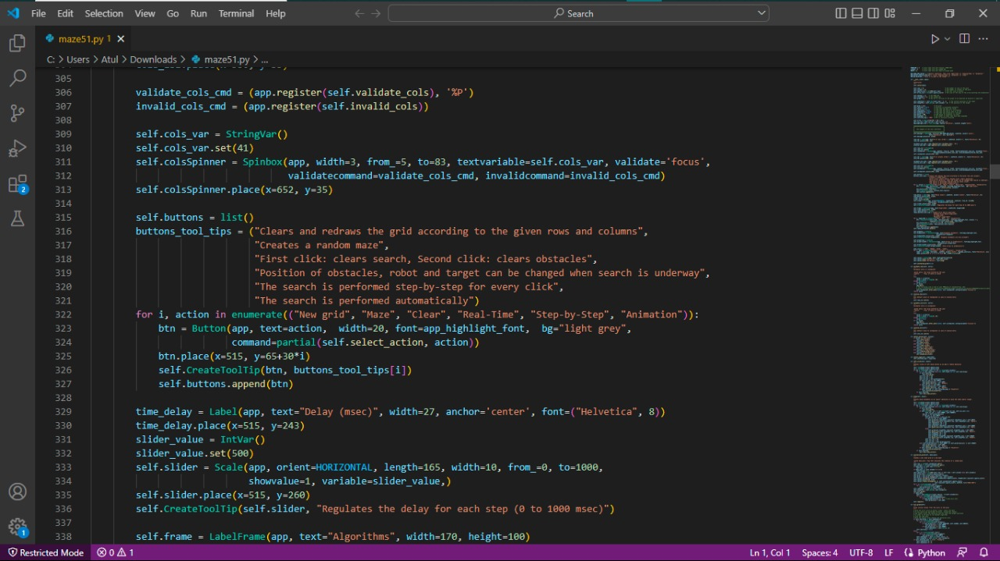 File Edit Selection View Go Run Terminal Help
Search
maze51.py 1
C: > Users > Atul > Downloads > maze51.py > ...
305
306 validate_cols_cmd = (app.register(self.validate_cols), '%P')
307 invalid_cols_cmd = (app.register(self.invalid_cols))
308
309 self.cols_var = StringVar()
310 self.cols_var.set(41)
311 self.colsSpinner = Spinbox(app, width=3, from_=5, to=83, textvariable=self.cols_var, validate='focus',
312 validatecommand=validate_cols_cmd, invalidcommand=invalid_cols_cmd)
313 self.colsSpinner.place(x=652, y=35)
314
315 self.buttons = list()
316 buttons_tool_tips = ("Clears and redraws the grid according to the given rows and columns",
317 "Creates a random maze",
318 "First click: clears search, Second click: clears obstacles",
319 "Position of obstacles, robot and target can be changed when search is underway",
320 "The search is performed step-by-step for every click",
321 "The search is performed automatically")
322 for i, action in enumerate(("New grid", "Maze", "Clear", "Real-Time", "Step-by-Step", "Animation")):
323 btn = Button(app, text=action, width=20, font=app_highlight_font, bg="light grey",
324 command=partial(self.select_action, action))
325 btn.place(x=515, y=65+30*i)
326 self.CreateToolTip(btn, buttons_tool_tips[i])
327 self.buttons.append(btn)
328
329 time_delay = Label(app, text="Delay (msec)", width=27, anchor='center', font=("Helvetica", 8))
330 time_delay.place(x=515, y=243)
331 slider_value = IntVar()
332 slider_value.set(500)
333 self.slider = Scale(app, orient=HORIZONTAL, length=165, width=10, from_=0, to=1000,
334 showvalue=1, variable=slider_value,)
335 self.slider.place(x=515, y=260)
336 self.CreateToolTip(self.slider, "Regulates the delay for each step (0 to 1000 msec)")
337
338 self.frame = LabelFrame(app, text="Algorithms", width=170, height=100)
2
1
Restricted Mode 0 1 Ln 1, Col 1 Spaces: 4 UTF-8 LF Python